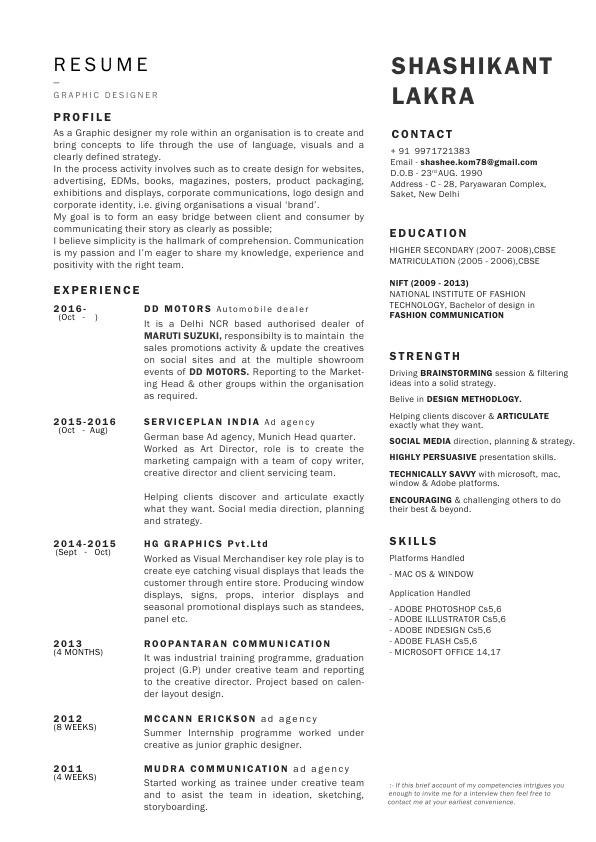 RESUME
–
GRAPHIC DESIGNER
PROFILE
As a Graphic designer my role within an organisation is to create and
bring concepts to life through the use of language, visuals and a
clearly defined strategy.
In the process activity involves such as to create design for websites,
advertising, EDMs, books, magazines, posters, product packaging,
exhibitions and displays, corporate communications, logo design and
corporate identity, i.e. giving organisations a visual ‘brand’.
My goal is to form an easy bridge between client and consumer by
communicating their story as clearly as possible;
I believe simplicity is the hallmark of comprehension. Communication
is my passion and I’m eager to share my knowledge, experience and
positivity with the right team.
EXPERIENCE
2016-
(Oct - )
DD MOTORS Automobile dealer
It is a Delhi NCR based authorised dealer of
MARUTI SUZUKI, responsibilty is to maintain the
sales promotions activity & update the creatives
on social sites and at the multiple showroom
events of DD MOTORS. Reporting to the Market-
ing Head & other groups within the organisation
as required.
2015-2016
(Oct - Aug)
SERVICEPLAN INDIA Ad agency
German base Ad agency, Munich Head quarter.
Worked as Art Director, role is to create the
marketing campaign with a team of copy writer,
creative director and client servicing team.
Helping clients discover and articulate exactly
what they want. Social media direction, planning
and strategy.
2014-2015
(Sept - Oct)
HG GRAPHICS Pvt.Ltd
Worked as Visual Merchandiser key role play is to
create eye catching visual displays that leads the
customer through entire store. Producing window
displays, signs, props, interior displays and
seasonal promotional displays such as standees,
panel etc.
2013
(4 MONTHS)
ROOPANTARAN COMMUNICATION
It was industrial training programme, graduation
project (G.P) under creative team and reporting
to the creative director. Project based on calen-
der layout design.
2012
(8 WEEKS)
MCCANN ERICKSON ad agency
Summer Internship programme worked under
creative as junior graphic designer.
2011
(4 WEEKS)
MUDRA COMMUNICATION ad agency
Started working as trainee under creative team
and to asist the team in ideation, sketching,
storyboarding.
SHASHIKANT
LAKRA
CONTACT
+ 91 9971721383
Email - shashee.kom78@gmail.com
D.O.B - 23rdAUG. 1990
Address - C - 28, Paryawaran Complex,
Saket, New Delhi
EDUCATION
HIGHER SECONDARY (2007- 2008),CBSE
MATRICULATION (2005 - 2006),CBSE
NIFT (2009 - 2013)
NATIONAL INSTITUTE OF FASHION
TECHNOLOGY, Bachelor of design in
FASHION COMMUNICATION
STRENGTH
Driving BRAINSTORMING session & filtering
ideas into a solid strategy.
Belive in DESIGN METHODLOGY.
Helping clients discover & ARTICULATE
exactly what they want.
SOCIAL MEDIA direction, planning & strategy.
HIGHLY PERSUASIVE presentation skills.
TECHNICALLY SAVVY with microsoft, mac,
window & Adobe platforms.
ENCOURAGING & challenging others to do
their best & beyond.
SKILLS
Platforms Handled
- MAC OS & WINDOW
Application Handled
- ADOBE PHOTOSHOP Cs5,6
- ADOBE ILLUSTRATOR Cs5,6
- ADOBE INDESIGN Cs5,6
- ADOBE FLASH Cs5,6
- MICROSOFT OFFICE 14,17
:- If this brief account of my competencies intrigues you
enough to invite me for a interview then feel free to
contact me at your earliest convenience.